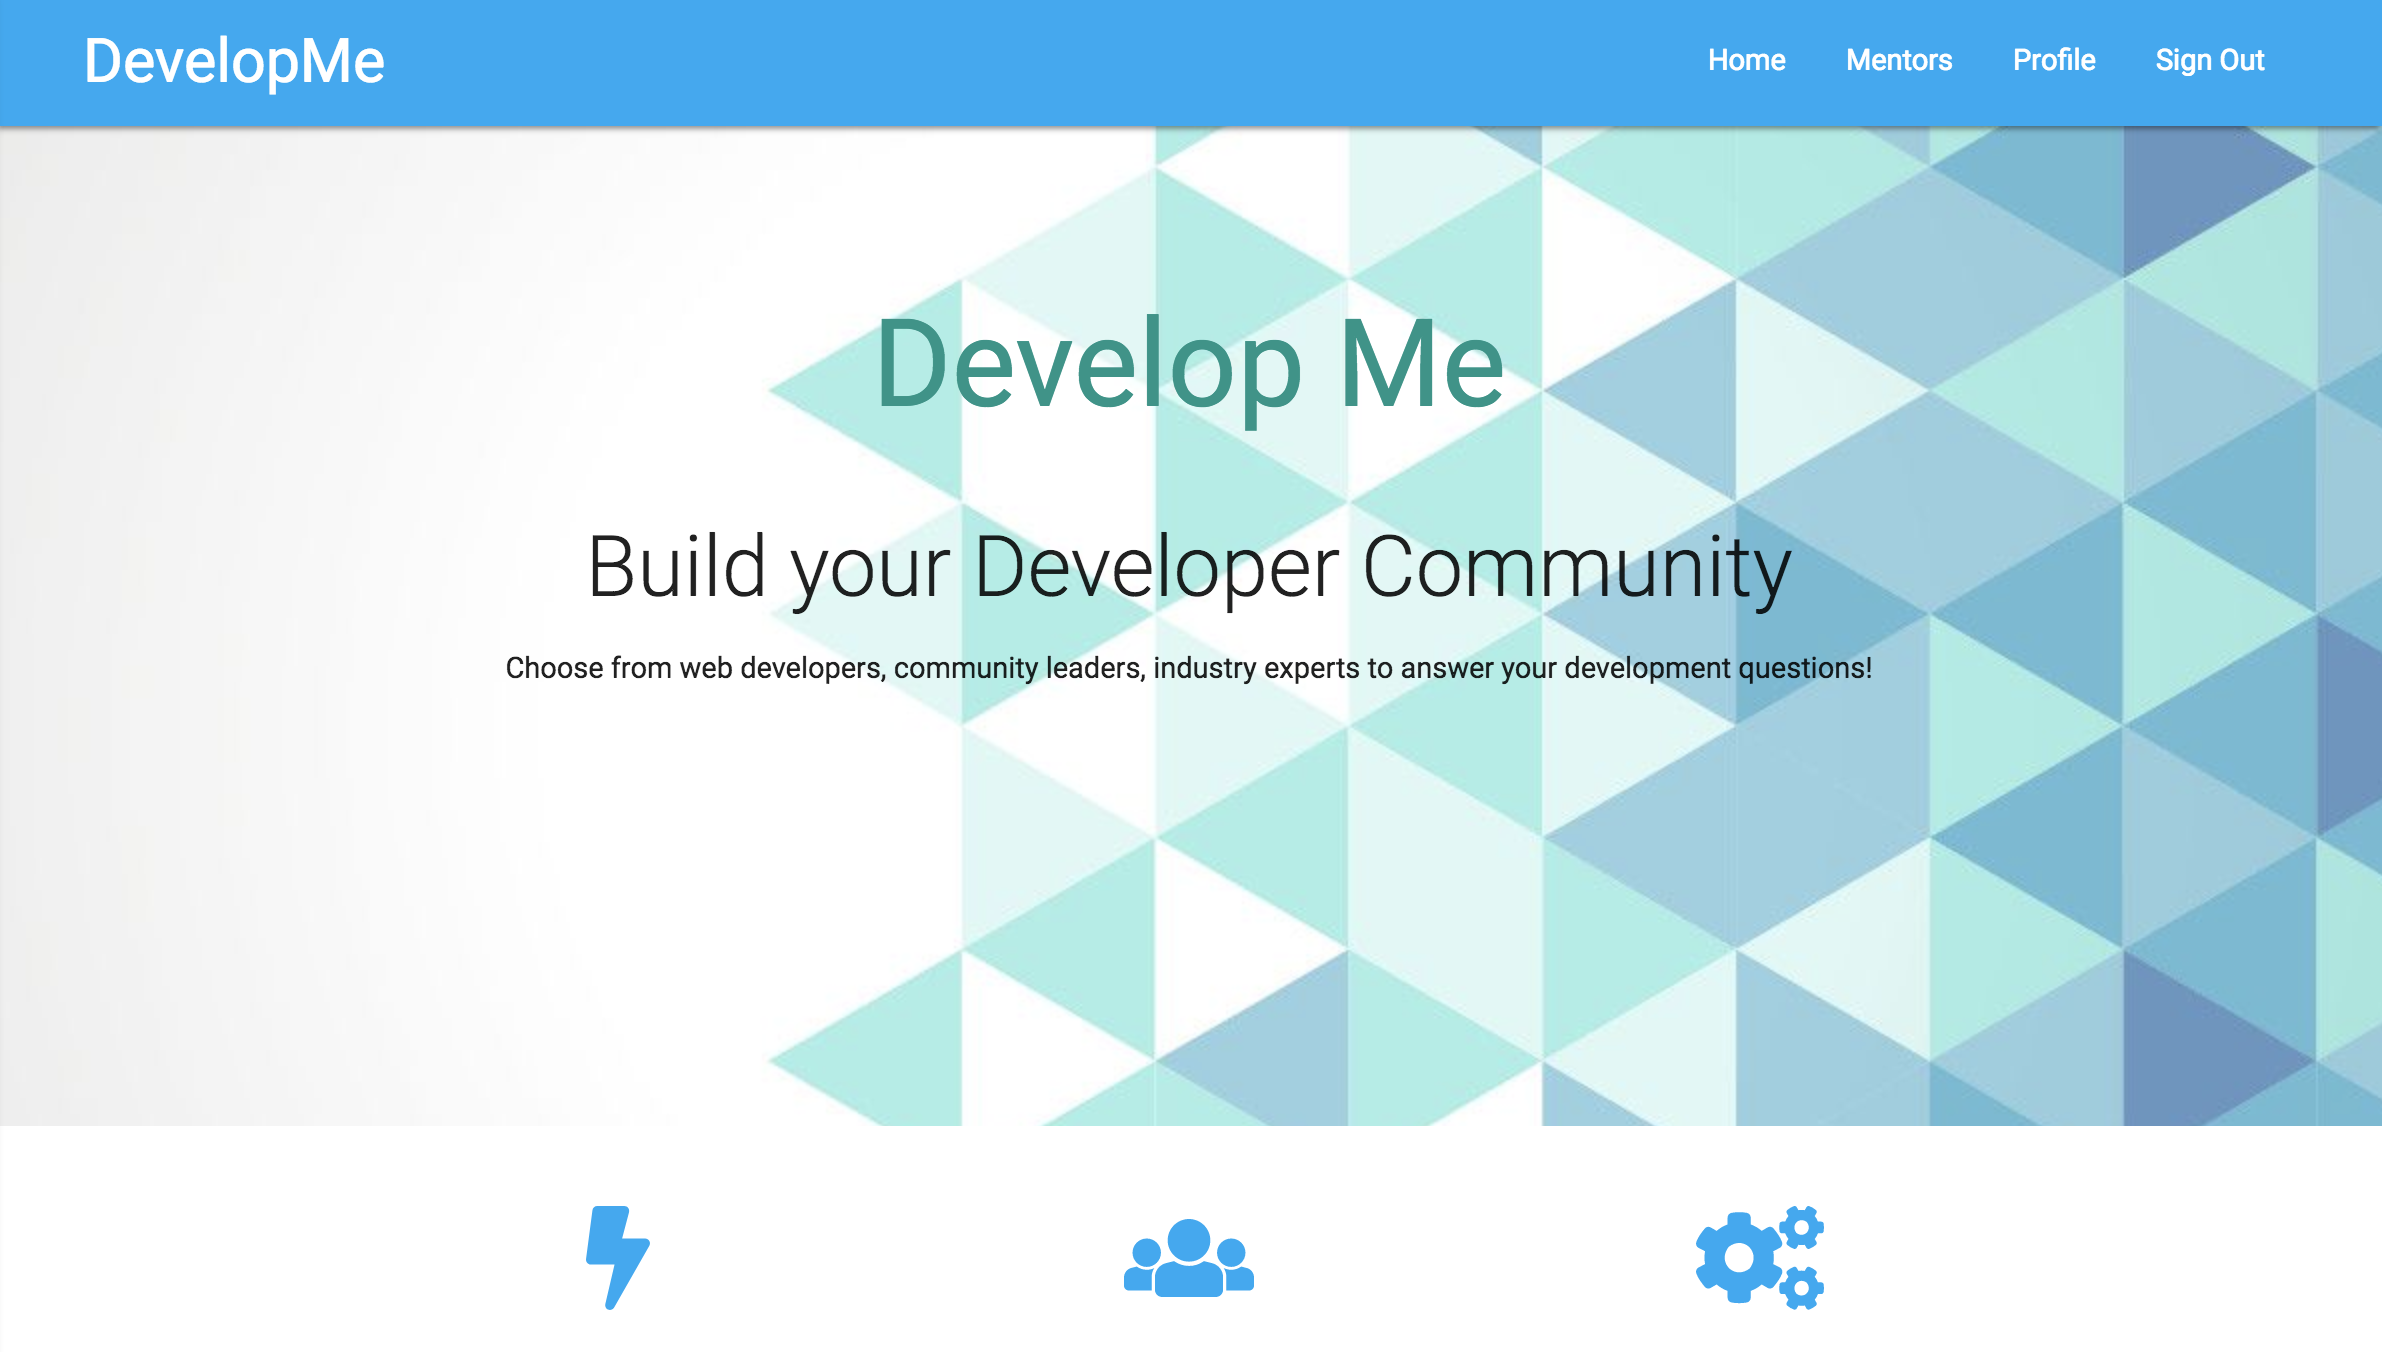 DevelopMe
Home Mentors Profile Sign Out
Develop Me
Build your Developer Community
Choose from web developers, community leaders, industry experts to answer your development questions!